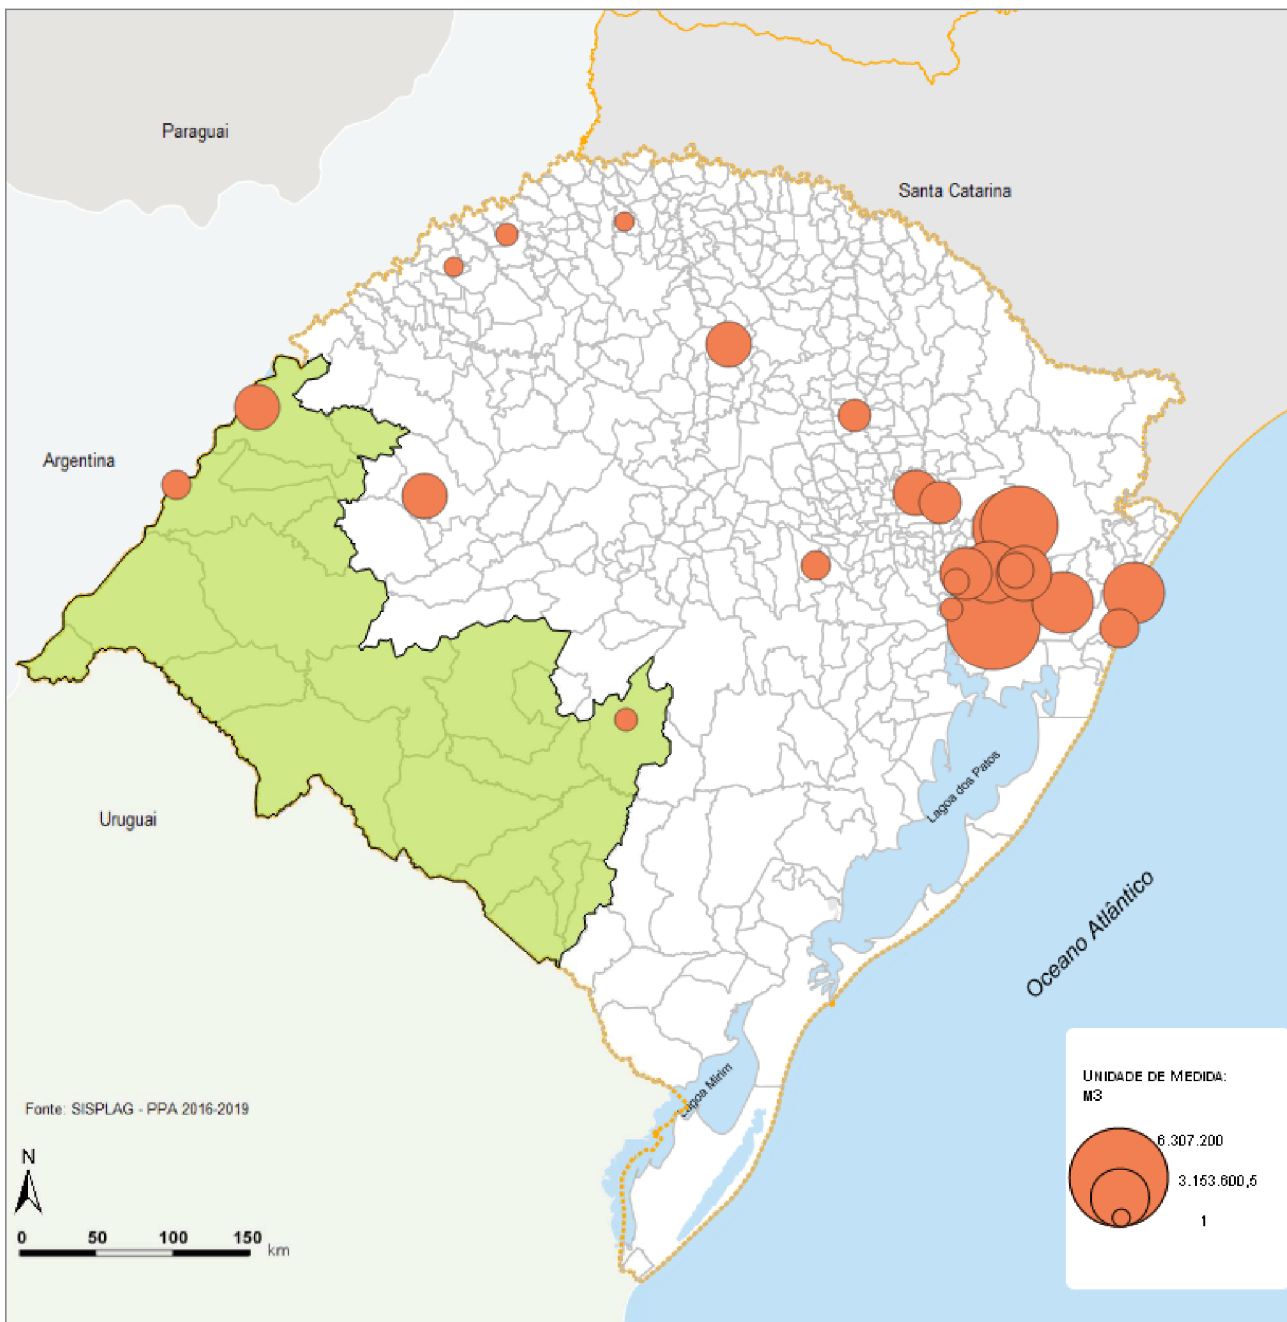 Paraguai
Santa Catarina
Argentina
Uruguai
Lagoa dos Patos
Oceano Atlântico
Lagoa Mirim
Fonte: SISPLAG - PPA 2016-2019
N
0 50 100 150
km
UNIDADE DE MEDIDA:
M3
6.307.200
3.153.600,5
1